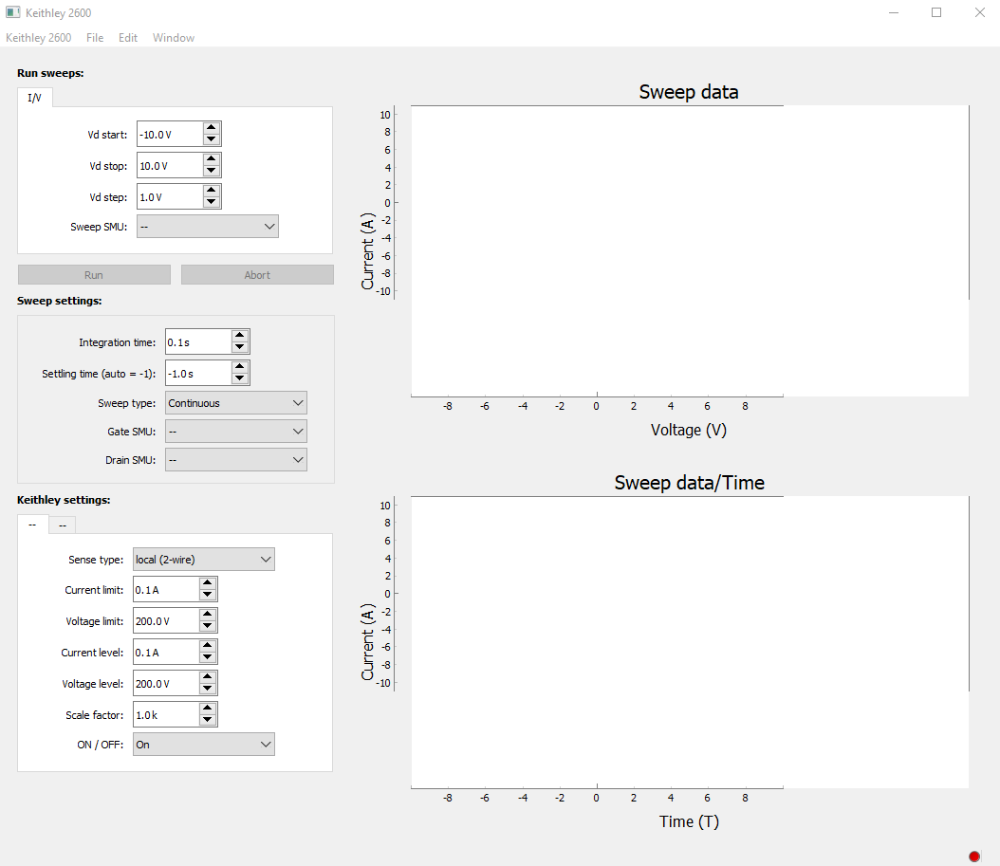 Keithley 2600
Keithley 2600 File Edit Window
Run sweeps:
I/V
Vd start: -10.0 V
Vd stop: 10.0 V
Vd step: 1.0 V
Sweep SMU: --
Run Abort
Sweep settings:
Integration time: 0.1 s
Settling time (auto = -1): -1.0 s
Sweep type: Continuous
Gate SMU: --
Drain SMU: --
Keithley settings:
-- --
Sense type: local (2-wire)
Current limit: 0.1 A
Voltage limit: 200.0 V
Current level: 0.1 A
Voltage level: 200.0 V
Scale factor: 1.0 k
ON / OFF: On
Sweep data
Current (A)
10
8
6
4
2
0
-2
-4
-6
-8
-10
-8 -6 -4 -2 0 2 4 6 8
Voltage (V)
Sweep data/Time
Current (A)
10
8
6
4
2
0
-2
-4
-6
-8
-10
-8 -6 -4 -2 0 2 4 6 8
Time (T)